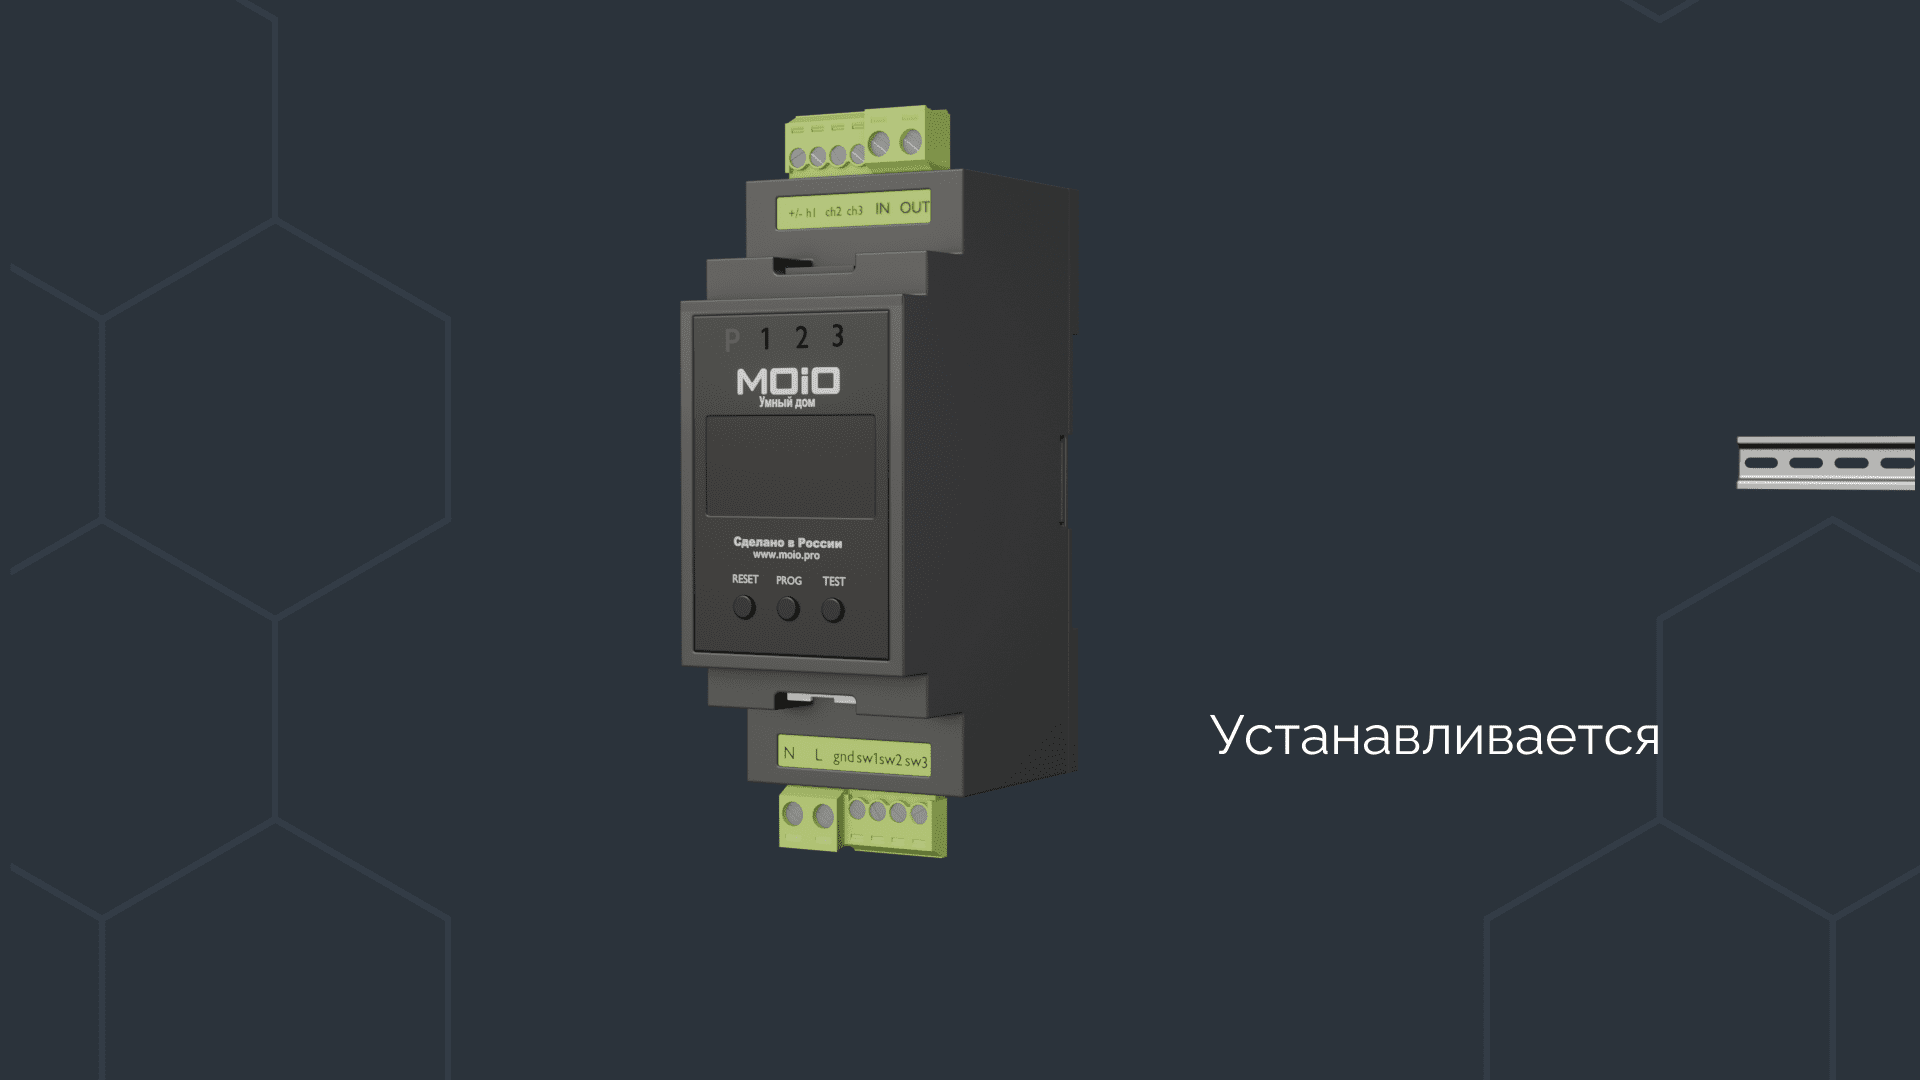 +/- h1 ch2 ch3 IN OUT
P 1 2 3
MOiO
Умный дом
Сделано в России
www.moio.pro
RESET PROG TEST
Устанавливается
N L gnd sw1 sw2 sw3